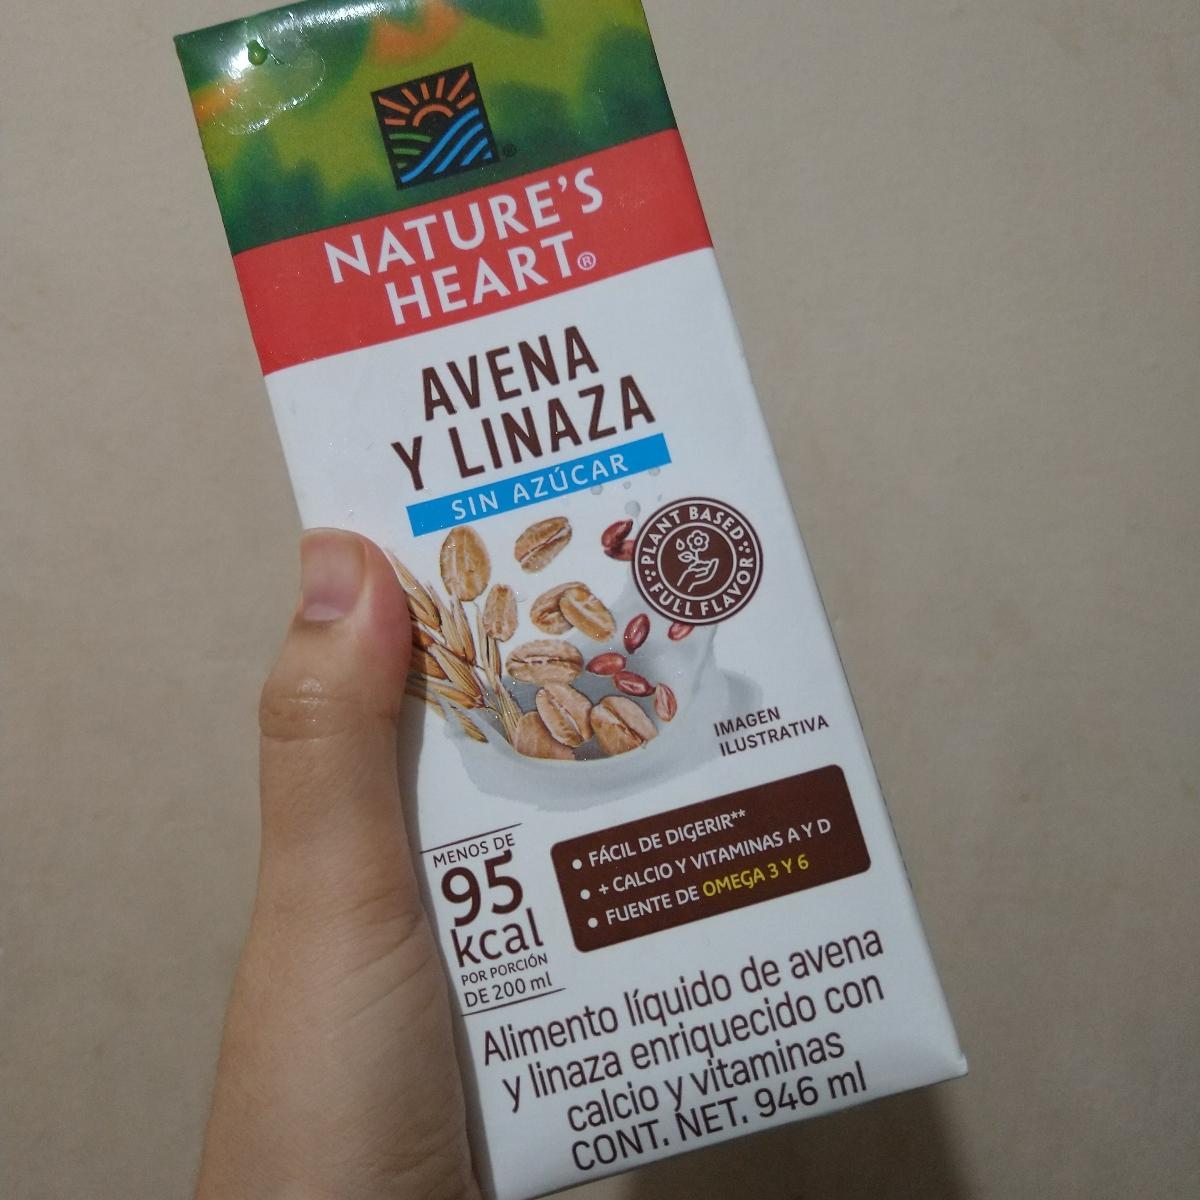 NATURE'S
HEART®
AVENA
Y LINAZA
SIN AZÚCAR
PLANT BASED
FULL FLAVOR
IMAGEN
ILUSTRATIVA
MENOS DE
95
kcal
POR PORCIÓN
DE 200 ml
• FÁCIL DE DIGERIR**
• + CALCIO Y VITAMINAS A Y D
• FUENTE DE OMEGA 3 Y 6
Alimento líquido de avena
y linaza enriquecido con
calcio y vitaminas
CONT. NET. 946 ml